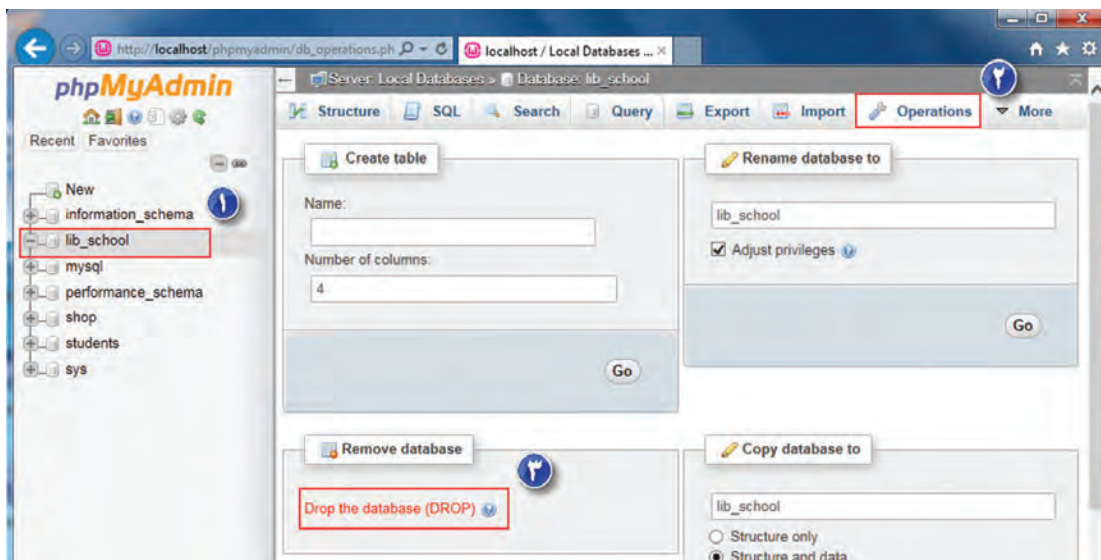 http://localhost/phpmyadmin/db_operations.ph
localhost / Local Databases ...
phpMyAdmin
Recent Favorites
New
information_schema
lib_school
mysql
performance_schema
shop
students
sys
۱
Server: Local Databases » Database: lib_school
۲
Structure SQL Search Query Export Import Operations More
Create table
Name:
Number of columns:
4
Go
Rename database to
lib_school
Adjust privileges
Go
Remove database
۳
Drop the database (DROP)
Copy database to
lib_school
Structure only
Structure and data